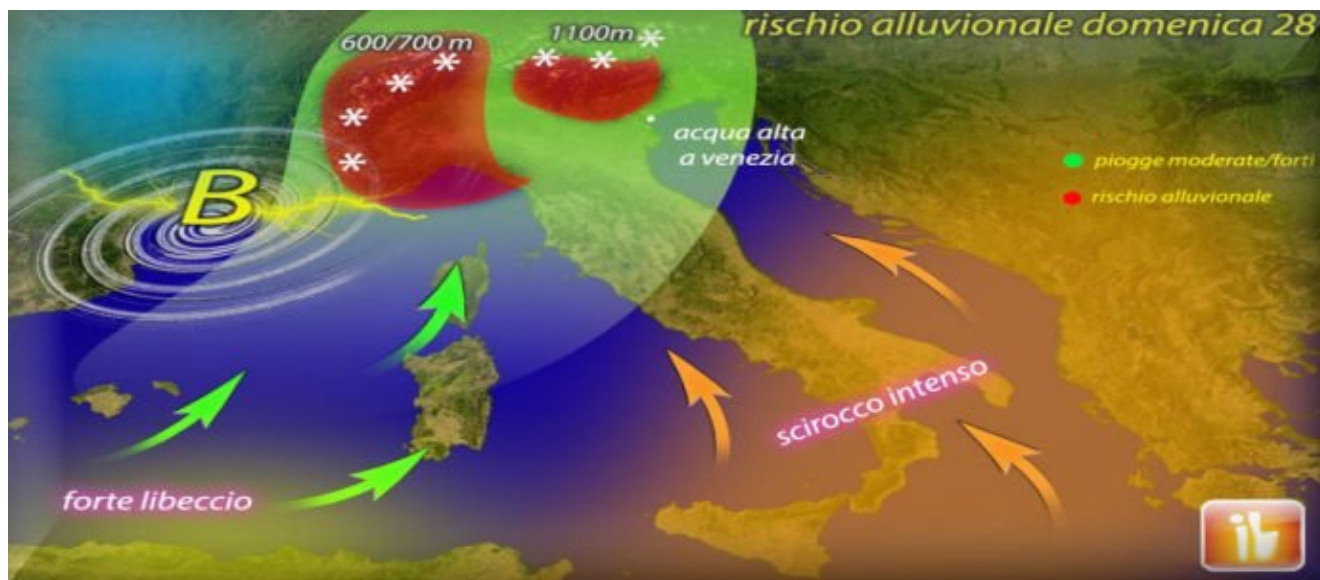 rischio alluvionale domenica 28
600/700 m
1100m
acqua alta
a venezia
piogge moderate/forti
rischio alluvionale
B
scirocco intenso
forte libeccio